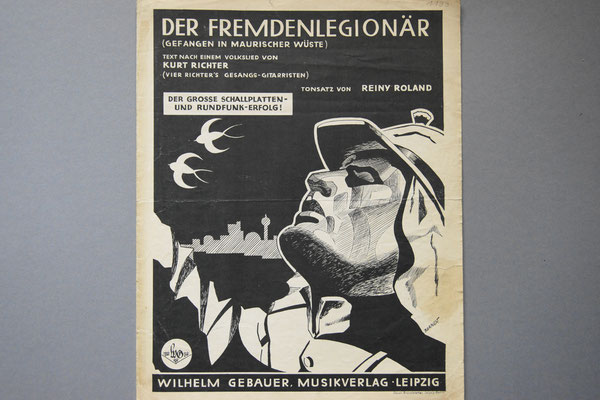 DER FREMDENLEGIONÄR
(GEFANGEN IN MAURISCHER WÜSTE)
TEXT NACH EINEM VOLKSLIED VON
KURT RICHTER
(VIER RICHTER'S GESANGS-GITARRISTEN)
TONSATZ VON REINY ROLAND
DER GROSSE SCHALLPLATTEN-
UND RUNDFUNK-ERFOLG!
WILHELM GEBAUER. MUSIKVERLAG · LEIPZIG